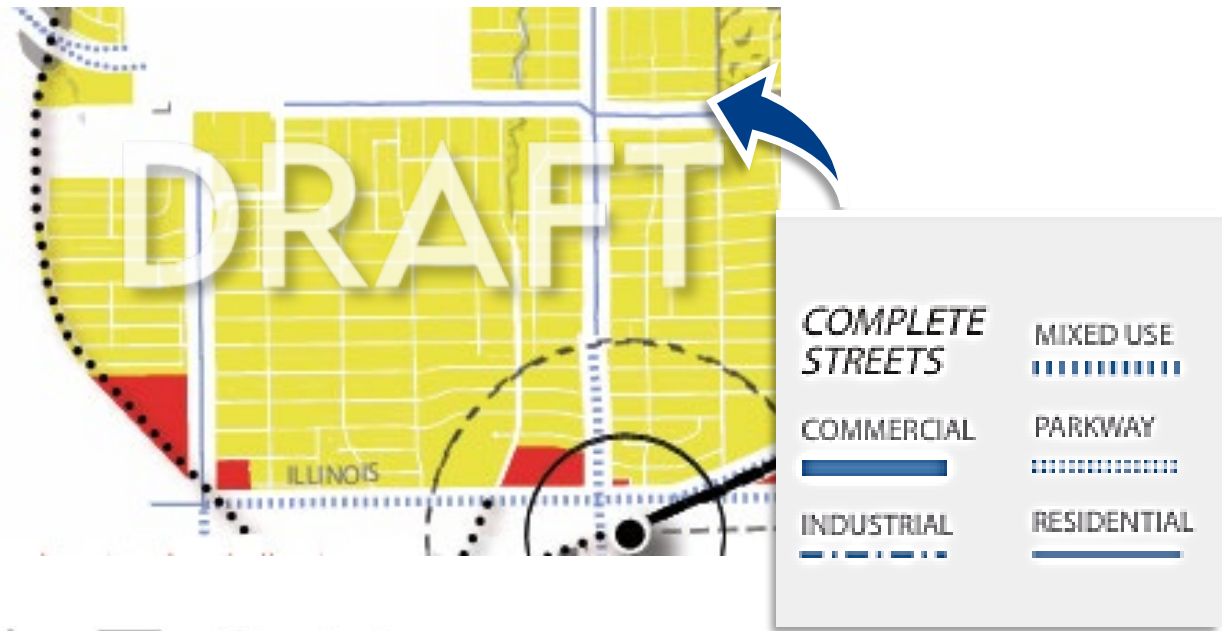 DRAFT
ILLINOIS
COMPLETE
STREETS
COMMERCIAL
INDUSTRIAL
MIXED USE
PARKWAY
RESIDENTIAL